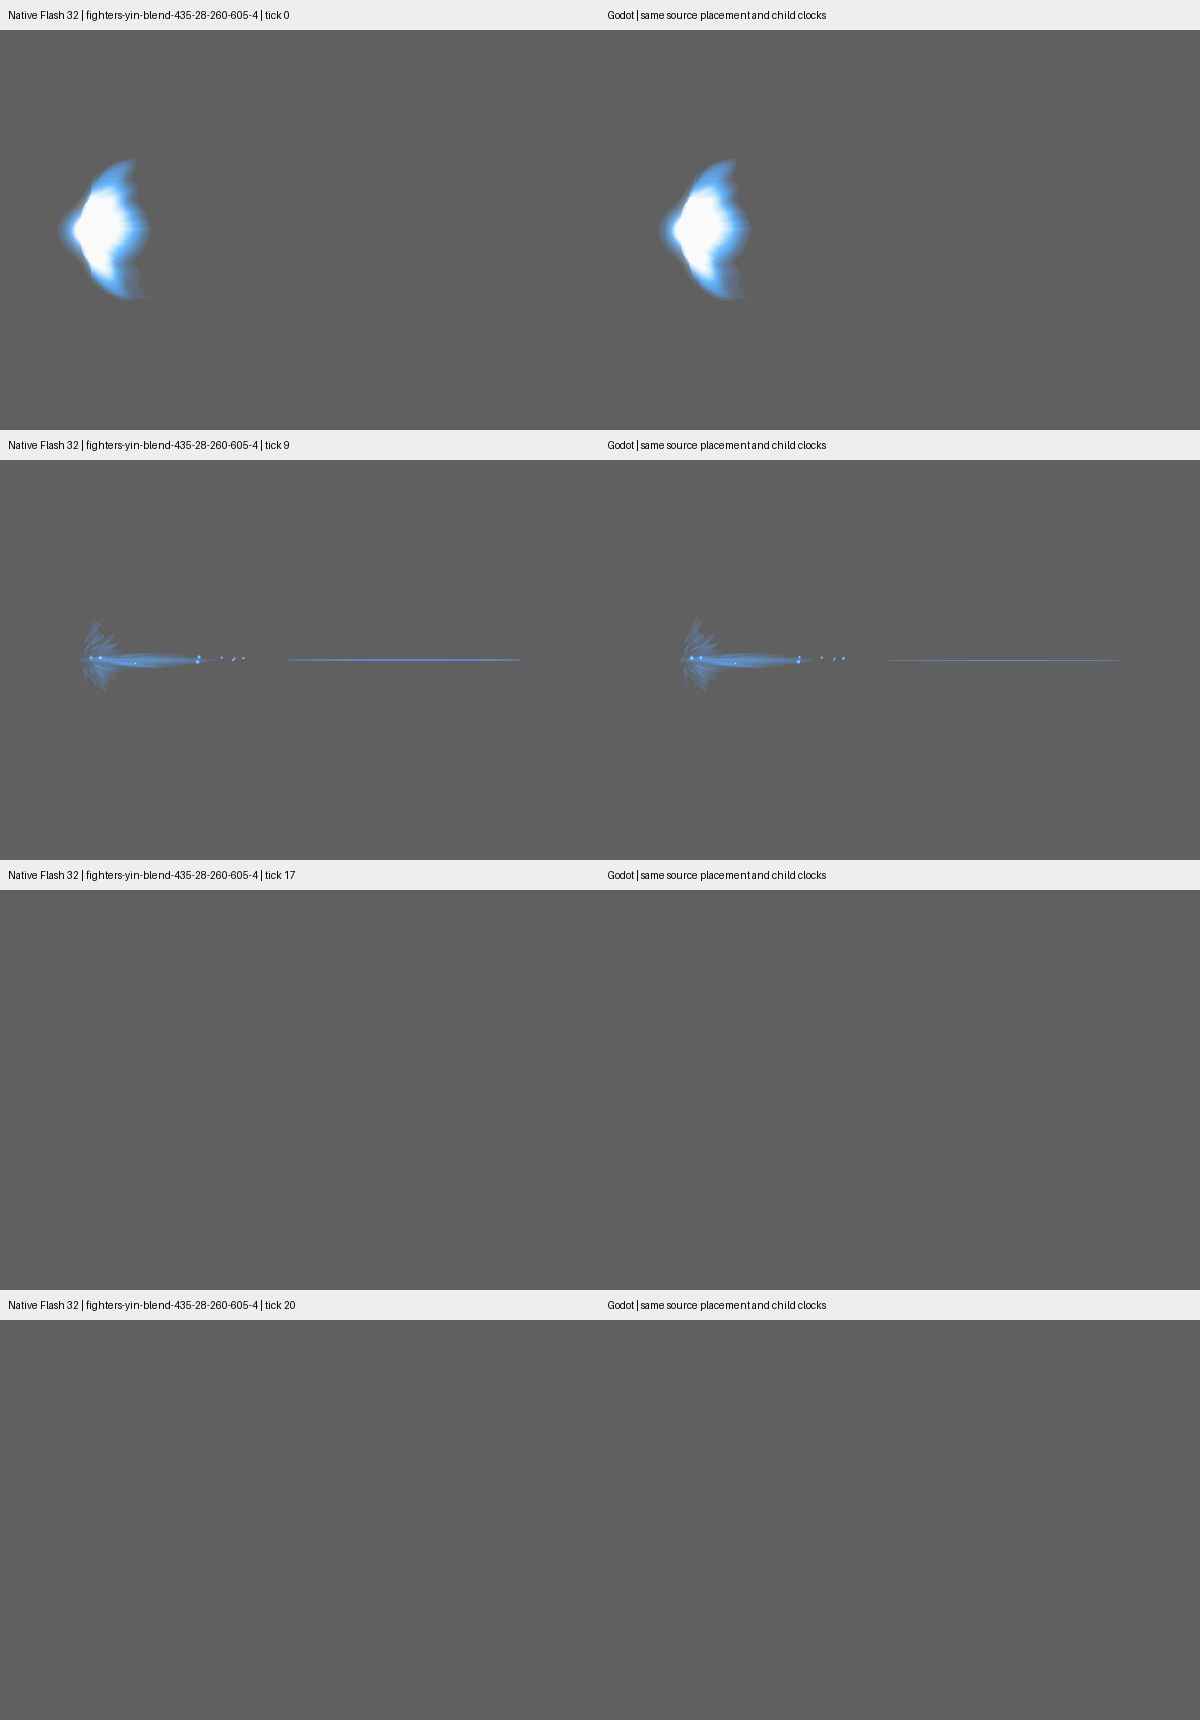 Native Flash 32 | fighters-yin-blend-435-28-260-605-4 | tick 0
Godot | same source placement and child clocks
Native Flash 32 | fighters-yin-blend-435-28-260-605-4 | tick 9
Godot | same source placement and child clocks
Native Flash 32 | fighters-yin-blend-435-28-260-605-4 | tick 17
Godot | same source placement and child clocks
Native Flash 32 | fighters-yin-blend-435-28-260-605-4 | tick 20
Godot | same source placement and child clocks